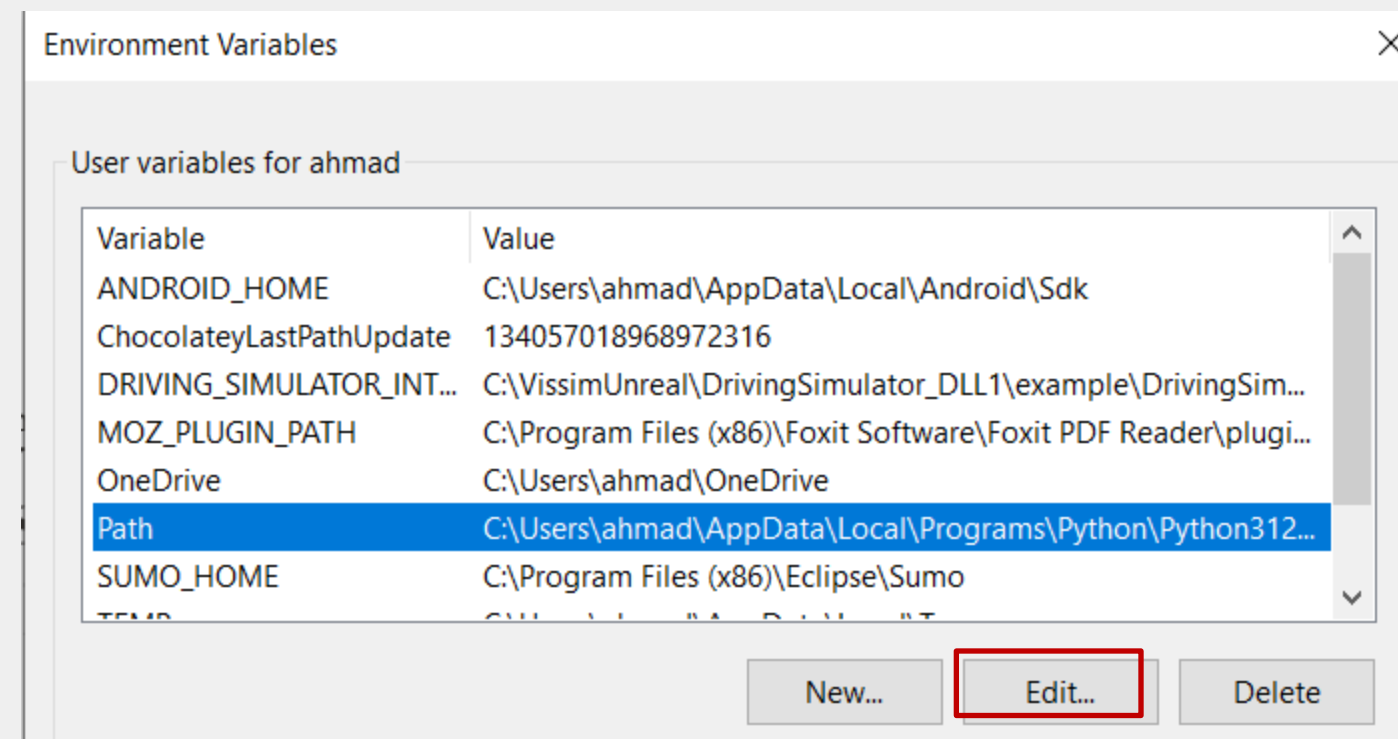 Environment Variables
User variables for ahmad
Variable Value
ANDROID_HOME C:\Users\ahmad\AppData\Local\Android\Sdk
ChocolateyLastPathUpdate 134057018968972316
DRIVING_SIMULATOR_INT... C:\VissimUnreal\DrivingSimulator_DLL1\example\DrivingSim...
MOZ_PLUGIN_PATH C:\Program Files (x86)\Foxit Software\Foxit PDF Reader\plugi...
OneDrive C:\Users\ahmad\OneDrive
Path C:\Users\ahmad\AppData\Local\Programs\Python\Python312...
SUMO_HOME C:\Program Files (x86)\Eclipse\Sumo
New... Edit... Delete